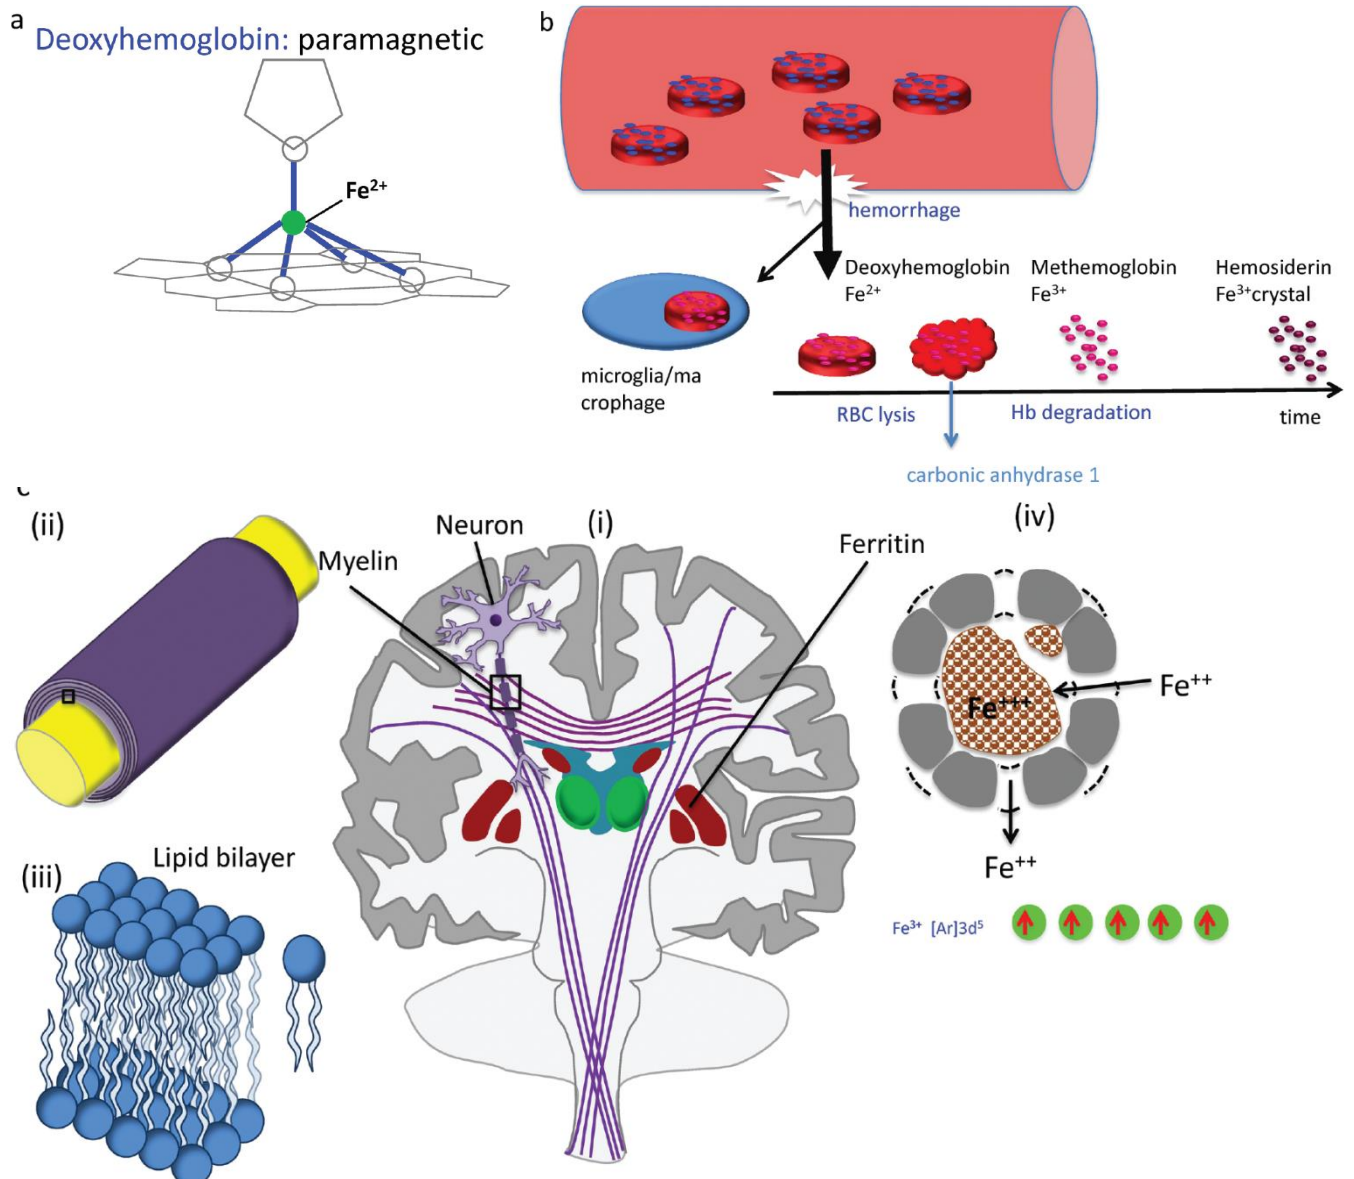 a
Deoxyhemoglobin: paramagnetic
Fe²⁺
b
hemorrhage
Deoxyhemoglobin
Fe²⁺
Methemoglobin
Fe³⁺
Hemosiderin
Fe³⁺crystal
microglia/ma
crophage
RBC lysis
Hb degradation
time
carbonic anhydrase 1
c
(ii)
Myelin
Neuron
(i)
Ferritin
(iv)
Fe⁺⁺⁺
Fe⁺⁺
Fe⁺⁺
Fe³⁺ [Ar]3d⁵
(iii)
Lipid bilayer